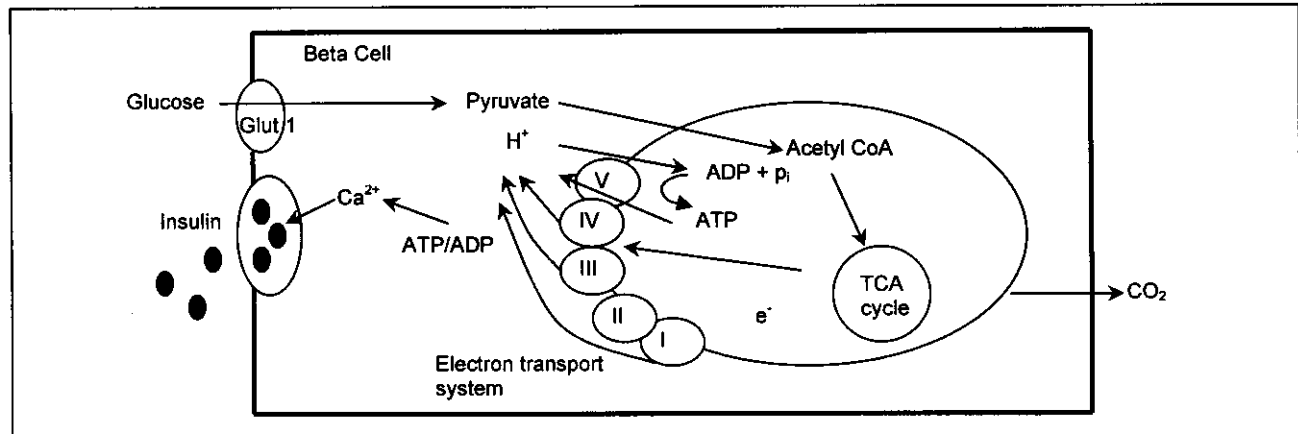 Beta Cell
Glucose
Glut 1
Pyruvate
H⁺
Acetyl CoA
V
ADP + pᵢ
Ca²⁺
IV
ATP
Insulin
ATP/ADP
III
TCA
cycle
CO₂
II
e⁻
I
Electron transport
system